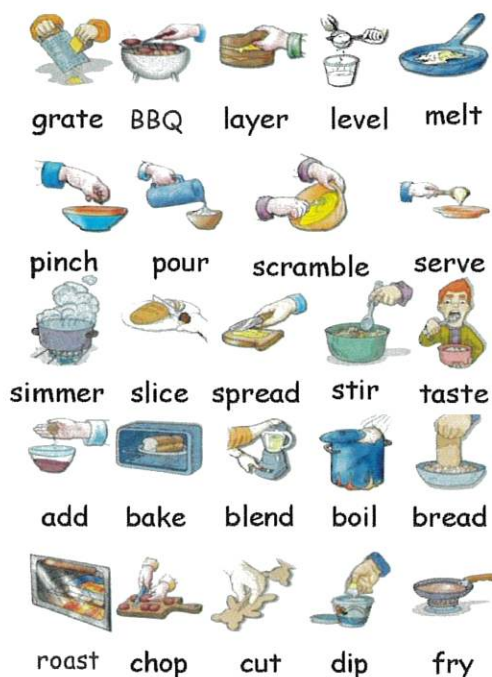 grate BBQ layer level melt
pinch pour scramble serve
simmer slice spread stir taste
add bake blend boil bread
roast chop cut dip fry